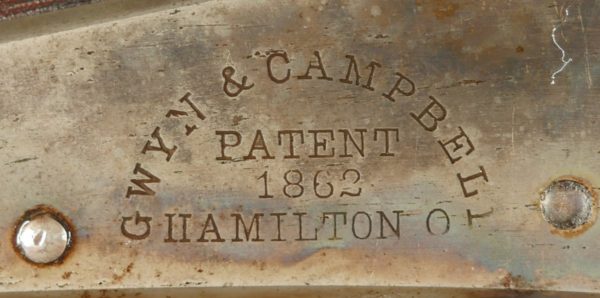 GWYN & CAMPBELL
PATENT
1862
HAMILTON O